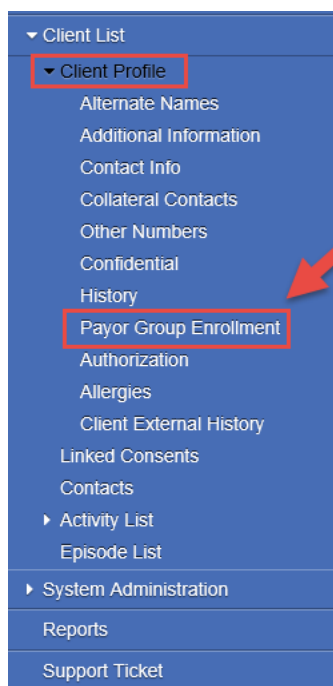 Client List
Client Profile
Alternate Names
Additional Information
Contact Info
Collateral Contacts
Other Numbers
Confidential
History
Payor Group Enrollment
Authorization
Allergies
Client External History
Linked Consents
Contacts
Activity List
Episode List
System Administration
Reports
Support Ticket